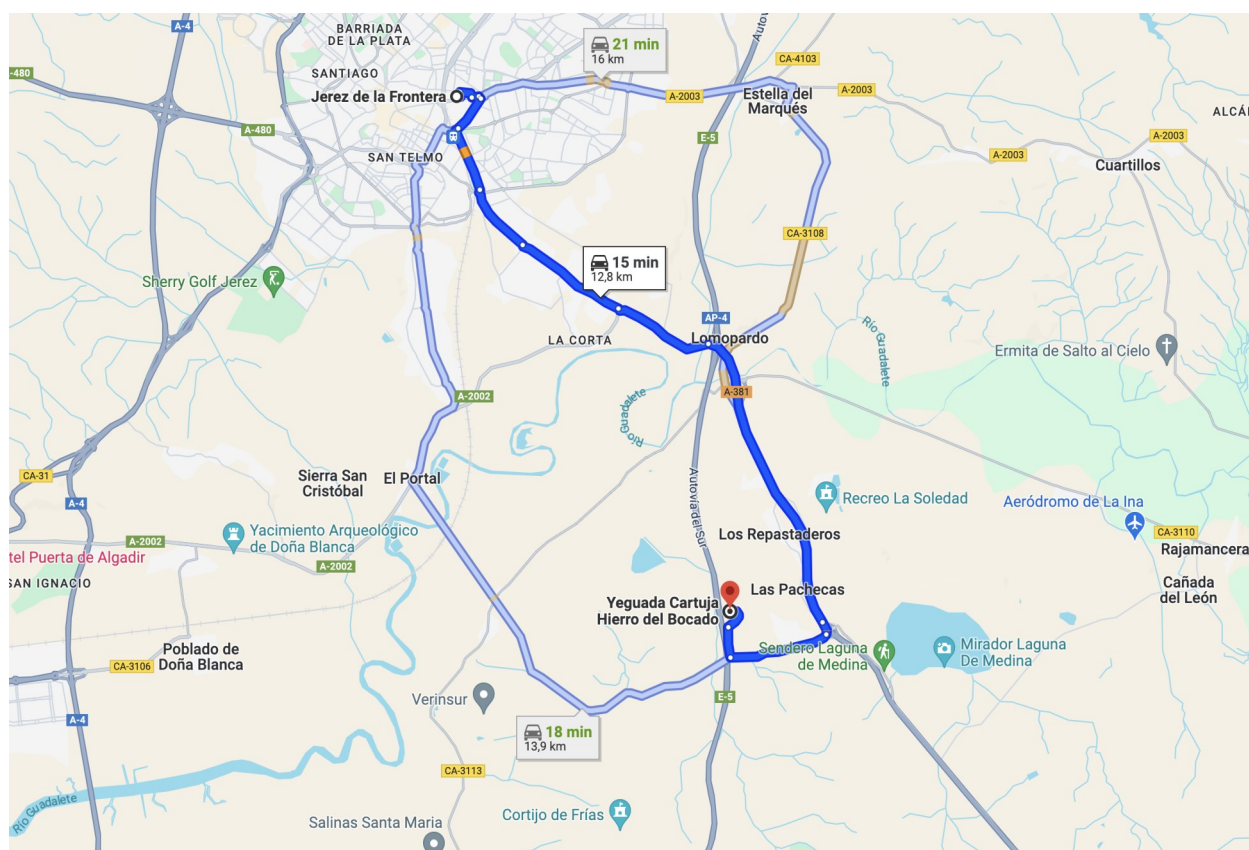 A-4
BARRIADA
DE LA PLATA
21 min
16 km
Autoví
CA-4103
-480
SANTIAGO
Jerez de la Frontera
A-2003
Estella del
Marqués
A-2003
ALCÁ
A-480
A-480
E-5
A-2003
SAN TELMO
A-2003
Cuartillos
CA-3108
15 min
12,8 km
Sherry Golf Jerez
AP-4
LA CORTA
Lomopardo
Río Guadalete
Ermita de Salto al Cielo
A-2002
A-381
Río Guadalete
CA-31
Sierra San
Cristóbal
El Portal
Autovía del Sur
Recreo La Soledad
Aeródromo de La Ina
A-4
Yacimiento Arqueológico
de Doña Blanca
Los Repastaderos
CA-3110
A-2002
tel Puerta de Algadir
A-2002
Rajamancera
SAN IGNACIO
Las Pachecas
Cañada
del León
Yeguada Cartuja
Hierro del Bocado
Poblado de
Doña Blanca
Sendero Laguna
de Medina
Mirador Laguna
De Medina
CA-3106
Verinsur
E-5
A-4
18 min
13,9 km
CA-3113
Río Guadalete
Cortijo de Frías
Salinas Santa Maria